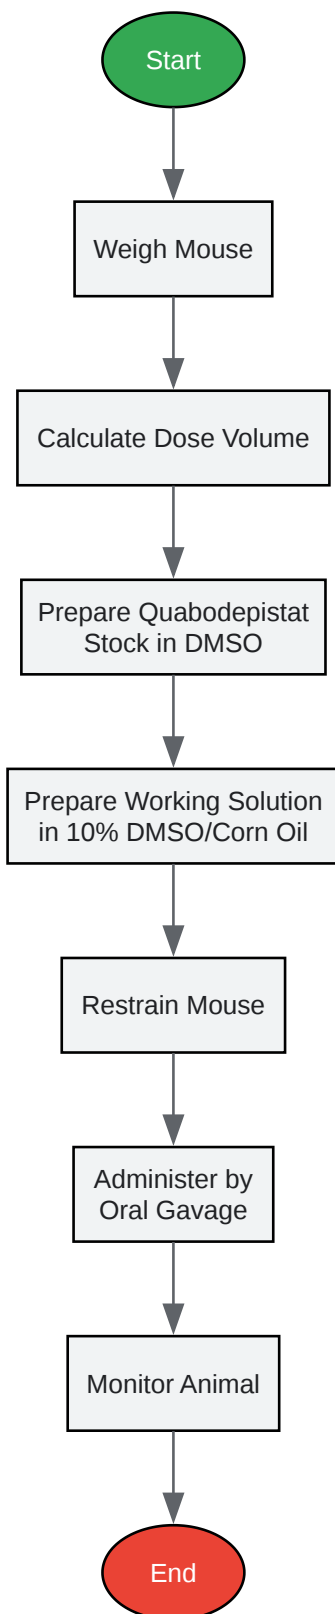 Start
Weigh Mouse
Calculate Dose Volume
Prepare Quabodepistat
Stock in DMSO
Prepare Working Solution
in 10% DMSO/Corn Oil
Restrain Mouse
Administer by
Oral Gavage
Monitor Animal
End